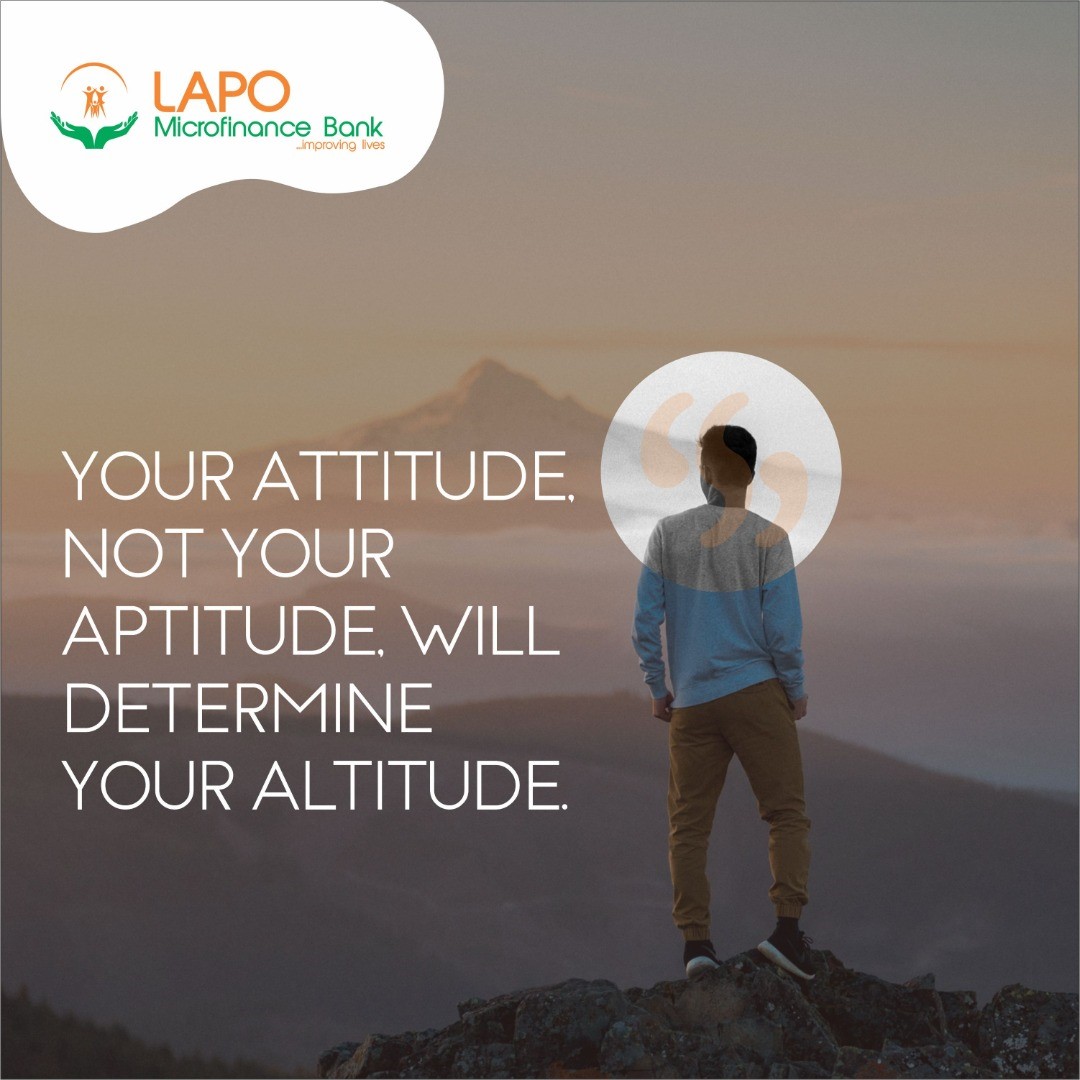 LAPO
Microfinance Bank
...improving lives
YOUR ATTITUDE,
NOT YOUR
APTITUDE, WILL
DETERMINE
YOUR ALTITUDE.